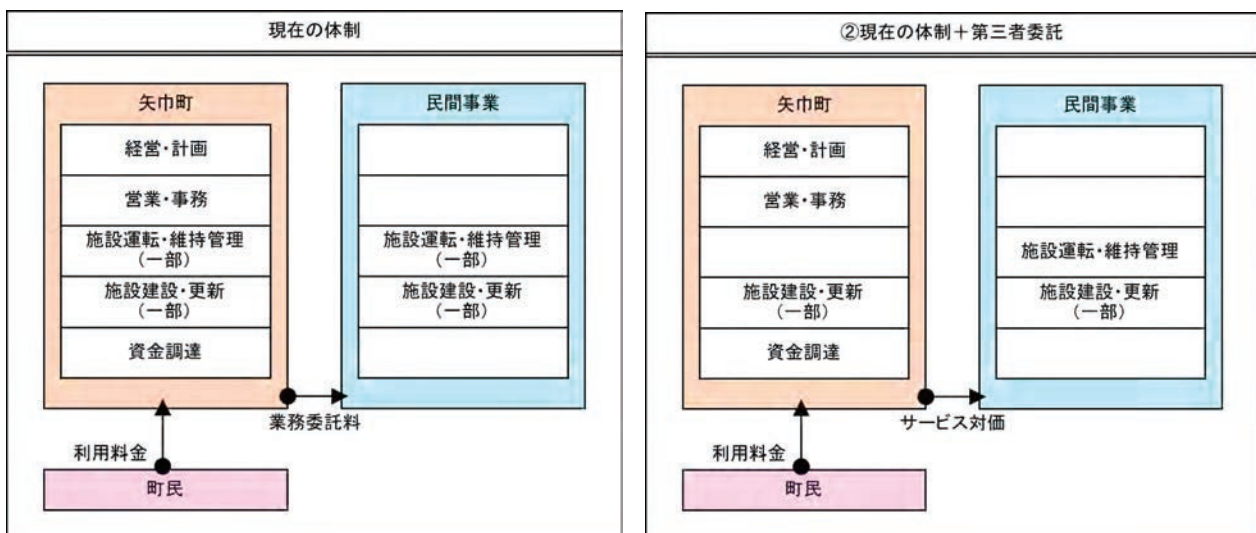 現在の体制
矢巾町
経営・計画
営業・事務
施設運転・維持管理
(一部)
施設建設・更新
(一部)
資金調達
民間事業
施設運転・維持管理
(一部)
施設建設・更新
(一部)
業務委託料
利用料金
町民
②現在の体制+第三者委託
矢巾町
経営・計画
営業・事務
施設建設・更新
(一部)
資金調達
民間事業
施設運転・維持管理
施設建設・更新
(一部)
サービス対価
利用料金
町民